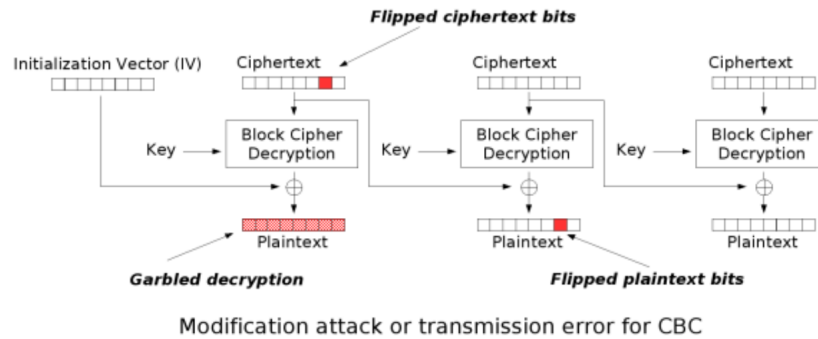 Flipped ciphertext bits
Initialization Vector (IV)
Ciphertext
Ciphertext
Ciphertext
Key
Block Cipher
Decryption
Key
Block Cipher
Decryption
Key
Block Cipher
Decryption
Plaintext
Plaintext
Plaintext
Garbled decryption
Flipped plaintext bits
Modification attack or transmission error for CBC